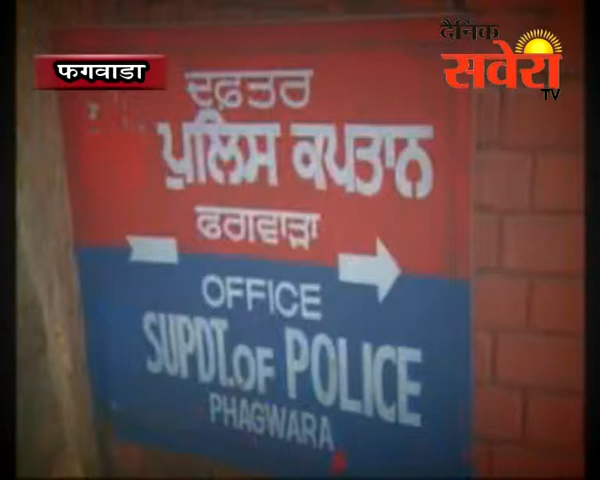 दैनिक
सवेरा
TV
फगवाडा
ਦਫ਼ਤਰ
ਪੁਲਿਸ ਕਪਤਾਨ
ਫਗਵਾੜਾ
OFFICE
SUPDT. OF POLICE
PHAGWARA